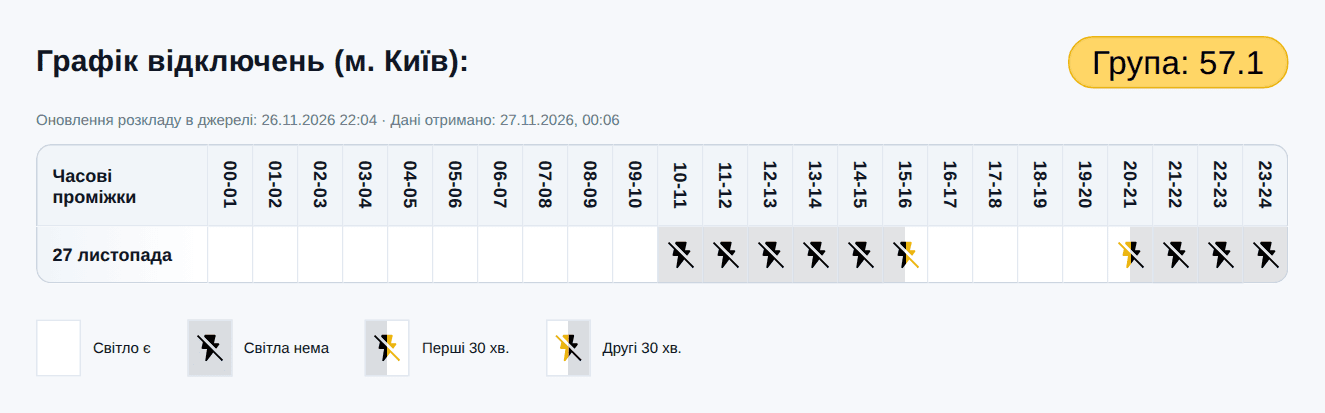 Графік відключень (м. Київ):
Група: 57.1
Оновлення розкладу в джерелі: 26.11.2026 22:04 · Дані отримано: 27.11.2026, 00:06
Часові
проміжки
00-01
01-02
02-03
03-04
04-05
05-06
06-07
07-08
08-09
09-10
10-11
11-12
12-13
13-14
14-15
15-16
16-17
17-18
18-19
19-20
20-21
21-22
22-23
23-24
27 листопада
Світло є
Світла нема
Перші 30 хв.
Другі 30 хв.